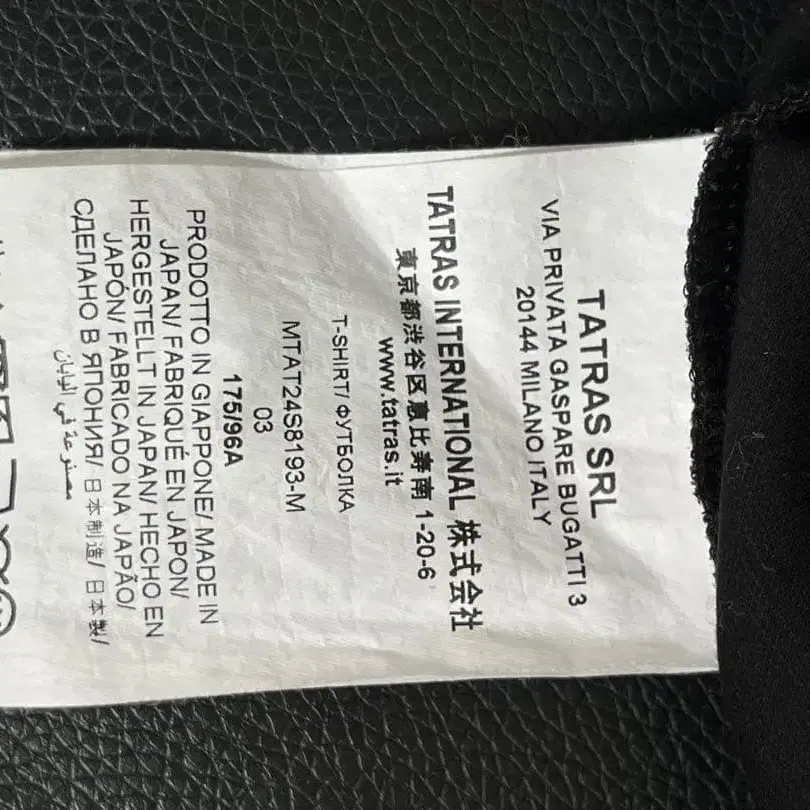 TATRAS SRL
VIA PRIVATA GASPARE BUGATTI 3
20144 MILANO ITALY
TATRAS INTERNATIONAL 株式会社
東京都渋谷区恵比寿南 1-20-6
www.tatras.it
T-SHIRT/ ФУТБОЛКА
MTAT24S8193-M
03
175/96A
PRODOTTO IN GIAPPONE/ MADE IN
JAPAN/ FABRIQUÉ EN JAPON/
HERGESTELLT IN JAPAN/ HECHO EN
JAPÓN/ FABRICADO NA JAPÃO/
СДЕЛАНО В ЯПОНИЯ/ 日本制造/ 日本製/
مصنوعة في اليابان